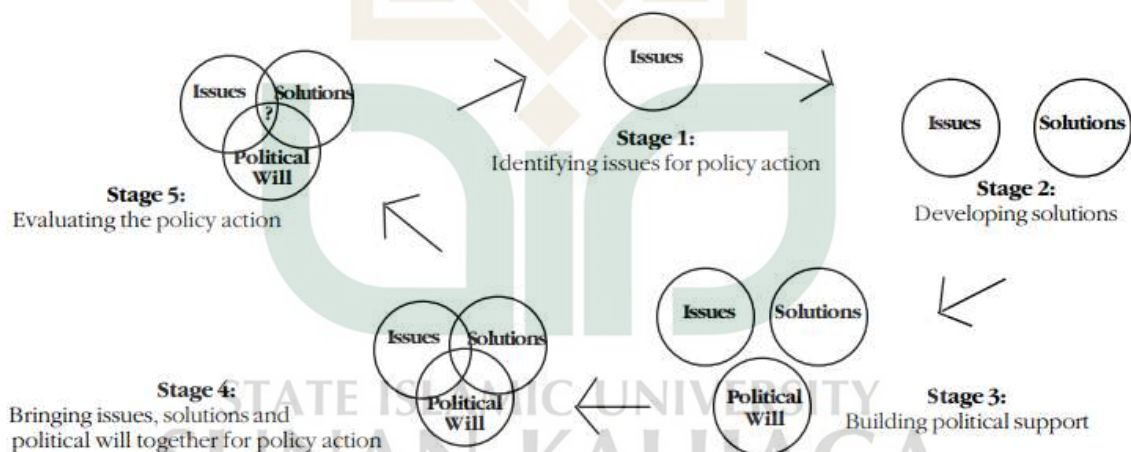 Issues
Stage 1:
Identifying issues for policy action
Issues
Solutions
Stage 2:
Developing solutions
Issues
Solutions
Political
Will
Stage 3:
Building political support
Issues
Solutions
Political
Will
Stage 4:
Bringing issues, solutions and
political will together for policy action
Issues
Solutions
?
Political
Will
Stage 5:
Evaluating the policy action
STATE ISLAMIC UNIVERSITY
SUNAN KALIJAGA